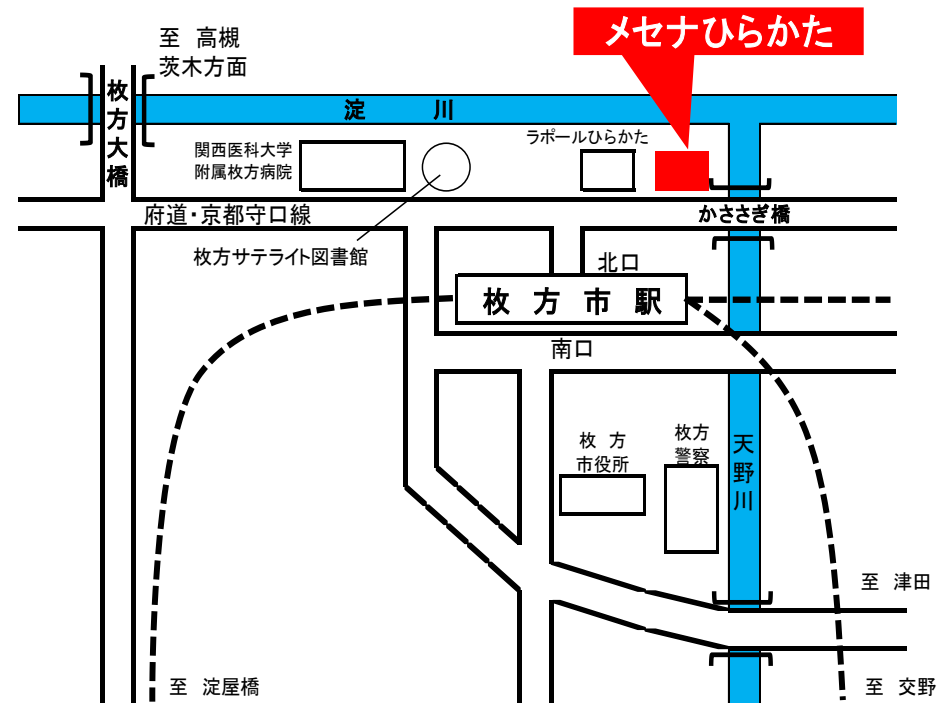 メセナひらかた
至　高槻
茨木方面
枚方大橋
淀　川
ラポールひらかた
関西医科大学
附属枚方病院
府道・京都守口線
かささぎ橋
枚方サテライト図書館
北口
枚方市駅
南口
枚　方
市役所
枚方
警察
天野川
至　津田
至　淀屋橋
至　交野